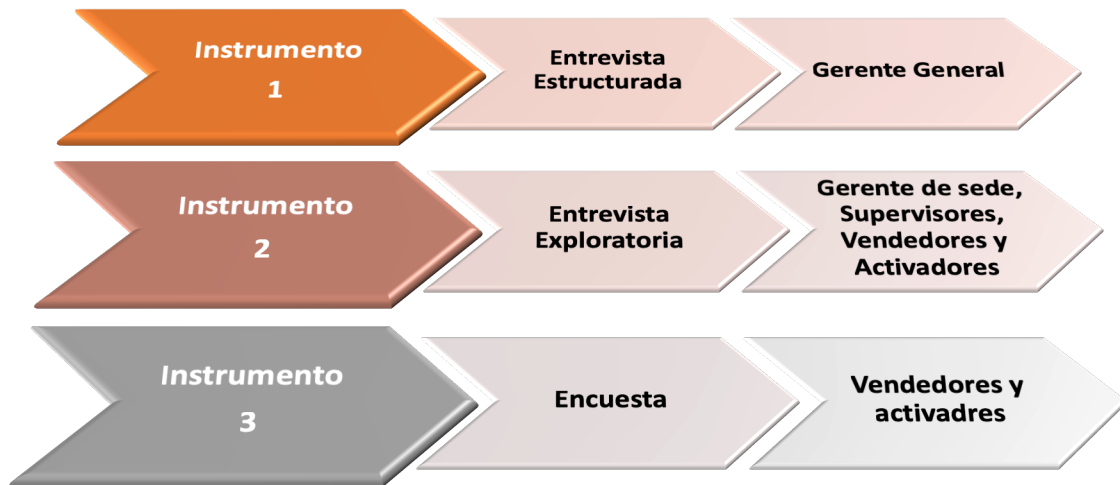 Instrumento
1
Entrevista
Estructurada
Gerente General
Instrumento
2
Entrevista
Exploratoria
Gerente de sede,
Supervisores,
Vendedores y
Activadores
Instrumento
3
Encuesta
Vendedores y
activadres